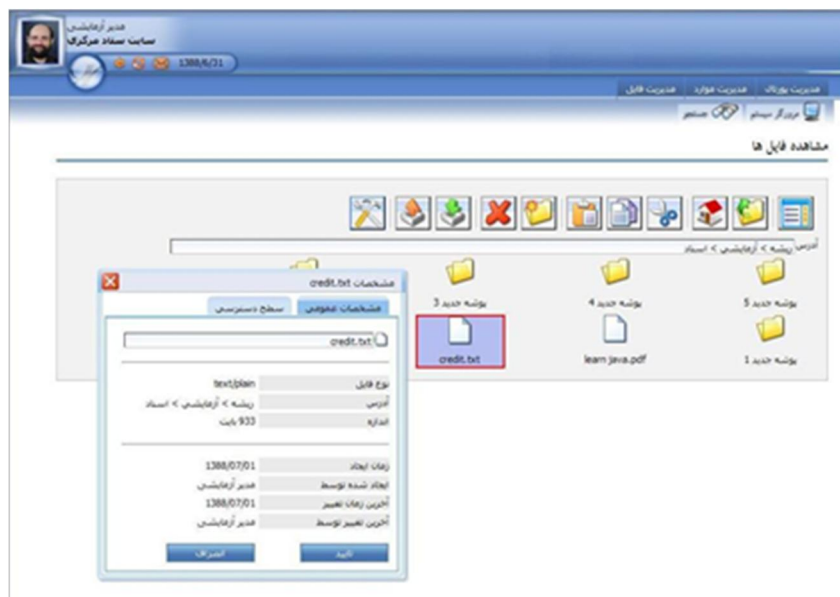 مدیر آزمایشی
سایت ستاد مرکزی
1388/6/31
مدیریت پورتال
مدیریت موارد
مدیریت فایل
مرورگر سیستم
جستجو
مشاهده فایل ها
آدرس
ریشه > آزمایشی > اسناد
پوشه جدید 5
پوشه جدید 4
پوشه جدید 3
پوشه جدید 1
learn java.pdf
credit.txt
مشخصات credit.txt
مشخصات عمومی
سطح دسترسی
credit.txt
نوع فایل text/plain
آدرس ریشه > آزمایشی > اسناد
اندازه 933 بایت
زمان ایجاد 1388/07/01
ایجاد شده توسط مدیر آزمایشی
آخرین زمان تغییر 1388/07/01
آخرین تغییر توسط مدیر آزمایشی
تایید
انصراف